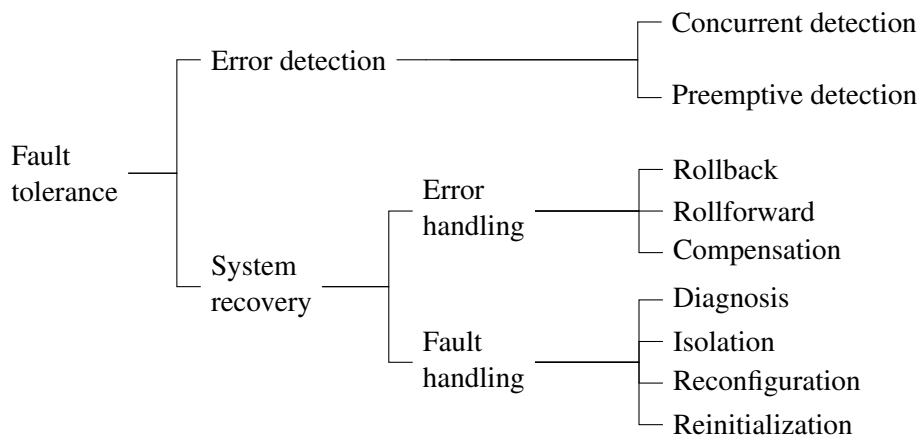 Concurrent detection
Error detection
Preemptive detection
Fault
tolerance
Error
handling
Rollback
Rollforward
Compensation
System
recovery
Fault
handling
Diagnosis
Isolation
Reconfiguration
Reinitialization